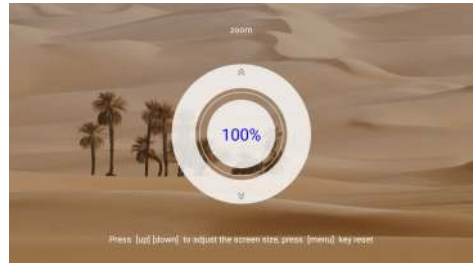 zoom
100%
Press [up] [down] to adjust the screen size, press [menu] key reset